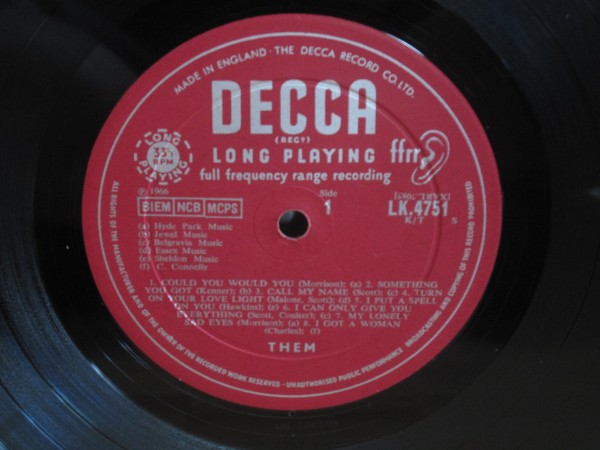 MADE IN ENGLAND · THE DECCA RECORD CO. LTD.
DECCA
(REGD)
LONG PLAYING
33⅓
RPM
LONG PLAYING
ffrr
full frequency range recording
℗ 1966
Side
1
LK.4751
K/T S
BIEM NCB MCPS
(a) Hyde Park Music
(b) Jewel Music
(c) Belgravia Music
(d) Essex Music
(e) Sheldon Music
(f) C. Connelly
1. COULD YOU WOULD YOU (Morrison); (a) 2. SOMETHING
YOU GOT (Kenner); (b) 3. CALL MY NAME (Scott); (c) 4. TURN
ON YOUR LOVE LIGHT (Malone, Scott); (d) 5. I PUT A SPELL
ON YOU (Hawkins); (e) 6. I CAN ONLY GIVE YOU
EVERYTHING (Scott, Coulter); (c) 7. MY LONELY
SAD EYES (Morrison); (a) 8. I GOT A WOMAN
(Charles); (f)
THEM
ALL RIGHTS OF THE MANUFACTURER AND OF THE OWNER OF THE RECORDED WORK RESERVED · UNAUTHORISED PUBLIC PERFORMANCE BROADCASTING AND COPYING OF THIS RECORD PROHIBITED